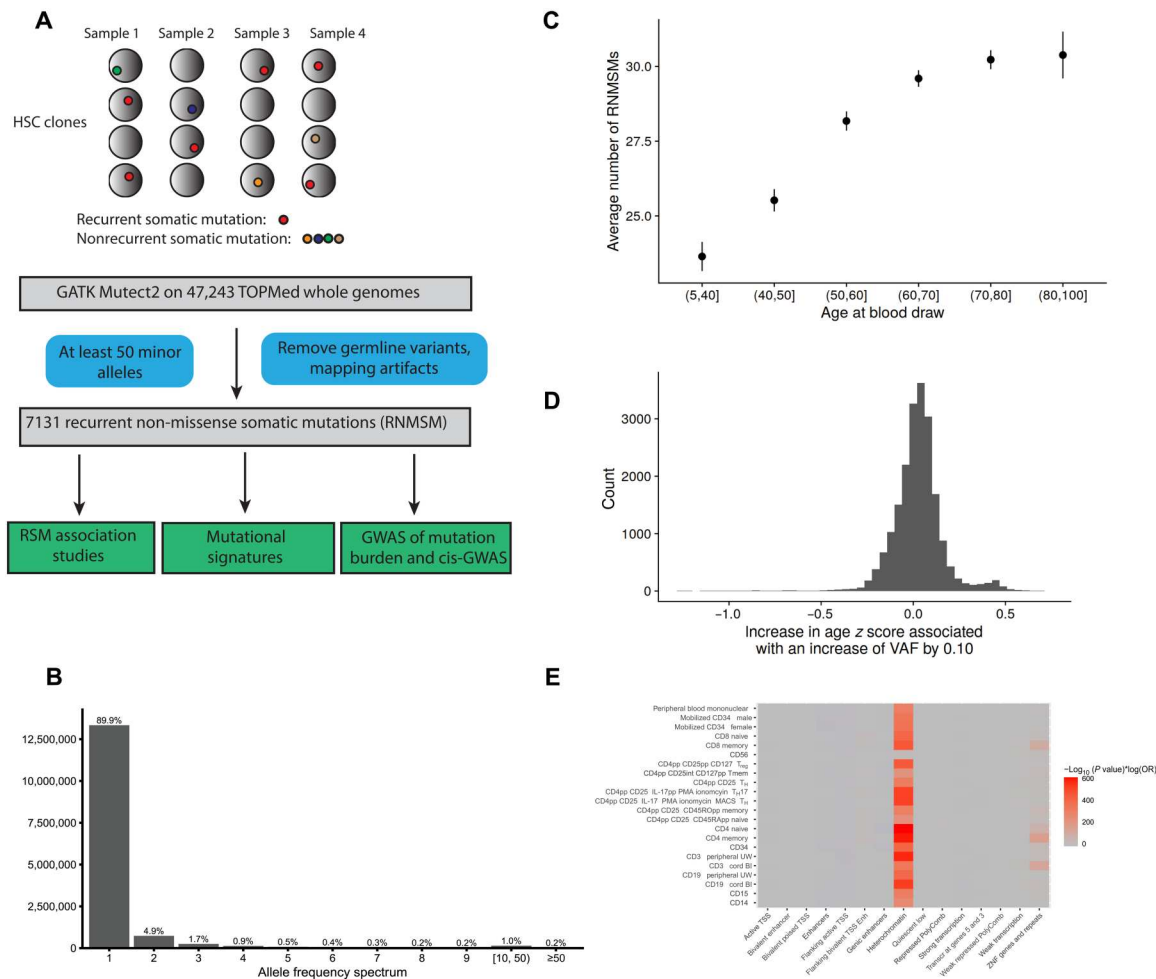 A
Sample 1 Sample 2 Sample 3 Sample 4
HSC clones
Recurrent somatic mutation:
Nonrecurrent somatic mutation:
GATK Mutect2 on 47,243 TOPMed whole genomes
At least 50 minor
alleles
Remove germline variants,
mapping artifacts
7131 recurrent non-missense somatic mutations (RNMSM)
RSM association
studies
Mutational
signatures
GWAS of mutation
burden and cis-GWAS
B
12,500,000
10,000,000
7,500,000
5,000,000
2,500,000
0
89.9% 4.9% 1.7% 0.9% 0.5% 0.4% 0.3% 0.2% 0.2% 1.0% 0.2%
1 2 3 4 5 6 7 8 9 [10, 50) ≥50
Allele frequency spectrum
C
Average number of RNMSMs
30.0
27.5
25.0
(5,40] (40,50] (50,60] (60,70] (70,80] (80,100]
Age at blood draw
D
Count
3000
2000
1000
0
-1.0 -0.5 0.0 0.5
Increase in age z score associated
with an increase of VAF by 0.10
E
Peripheral blood mononuclear
Mobilized CD34 male
Mobilized CD34 female
CD8 naive
CD8 memory
CD56
CD4pp CD25pp CD127 Treg
CD4pp CD25int CD127pp Tmem
CD4pp CD25 TH
CD4pp CD25 IL-17pp PMA ionomcyin TH17
CD4pp CD25 IL-17 PMA ionomycin MACS TH
CD4pp CD25 CD45ROpp memory
CD4pp CD25 CD45RApp naive
CD4 naive
CD4 memory
CD34
CD3 peripheral UW
CD3 cord BI
CD19 peripheral UW
CD19 cord BI
CD15
CD14
Active TSS
Bivalent enhancer
Bivalent poised TSS
Enhancers
Flanking active TSS
Flanking bivalent TSS Enh
Genic enhancers
Heterochromatin
Quiescent low
Repressed PolyComb
Strong transcription
Transcr at genes 5 and 3
Weak repressed PolyComb
Weak transcription
ZNF genes and repeats
−Log10 (P value)*log(OR)
600
400
200
0